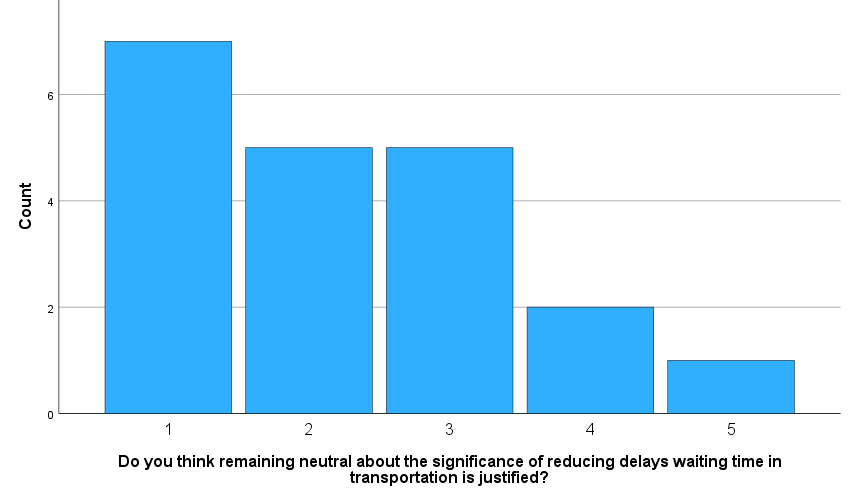 Count
6
4
2
0
1 2 3 4 5
Do you think remaining neutral about the significance of reducing delays waiting time in
transportation is justified?